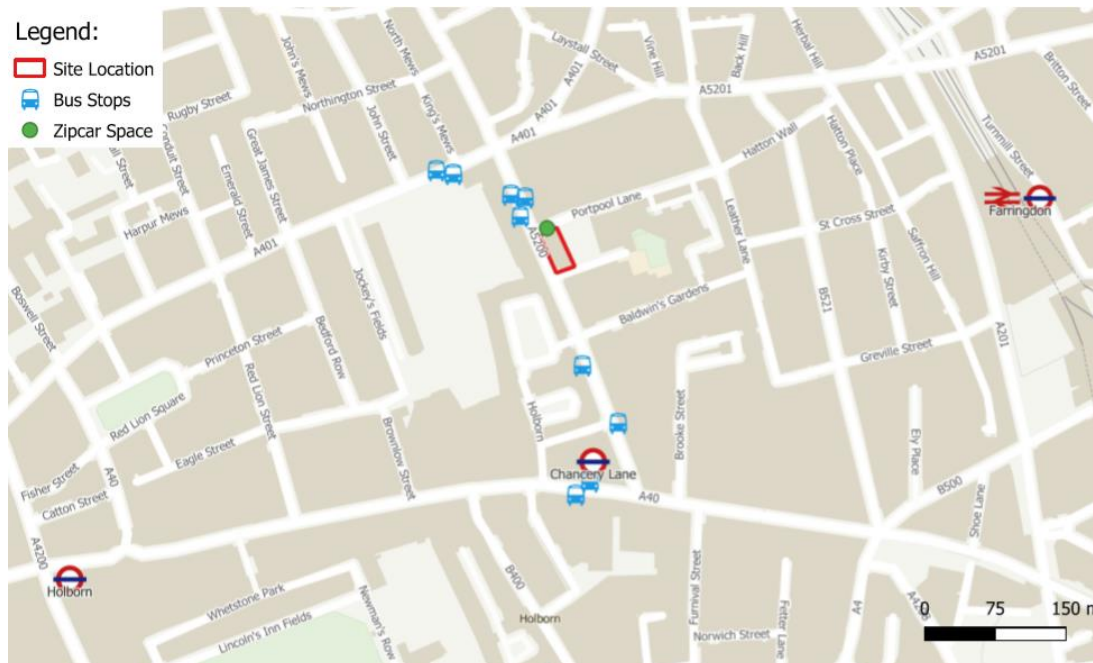 Legend:
Site Location
Bus Stops
Zipcar Space
John's Mews
North Mews
Laystall Street
A401
Vine Hill
Back Hill
Herbal Hill
A5201
Britton Street
Rugby Street
Northington Street
King's Mews
A401
A5201
John Street
A401
Hatton Wall
Hatton Place
Turnmill Street
Conduit Street
Great James Street
Emerald Street
Harpur Mews
A401
Portpool Lane
A5200
Leather Lane
St Cross Street
Farringdon
Saffron Hill
Kirby Street
Boswell Street
Jockey's Fields
Bedford Row
Princeton Street
Baldwin's Gardens
B521
A201
Greville Street
Red Lion Street
Red Lion Square
Eagle Street
Brownlow Street
Holborn
Brooke Street
Ely Place
Fisher Street
A40
Catton Street
Chancery Lane
A40
B500
Shoe Lane
A4200
Holborn
Whetstone Park
Newman's Row
Lincoln's Inn Fields
B400
Holborn
Furnival Street
Norwich Street
Fetter Lane
A4
0 75 150 m